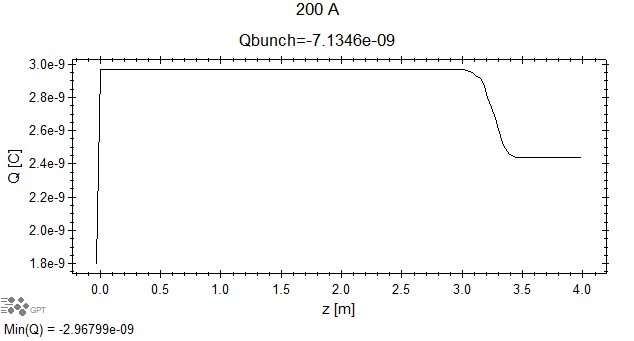 200 A
Qbunch=-7.1346e-09
3.0e-9
2.8e-9
2.6e-9
2.4e-9
2.2e-9
2.0e-9
1.8e-9
Q [C]
0.0 0.5 1.0 1.5 2.0 2.5 3.0 3.5 4.0
z [m]
GPT
Min(Q) = -2.96799e-09